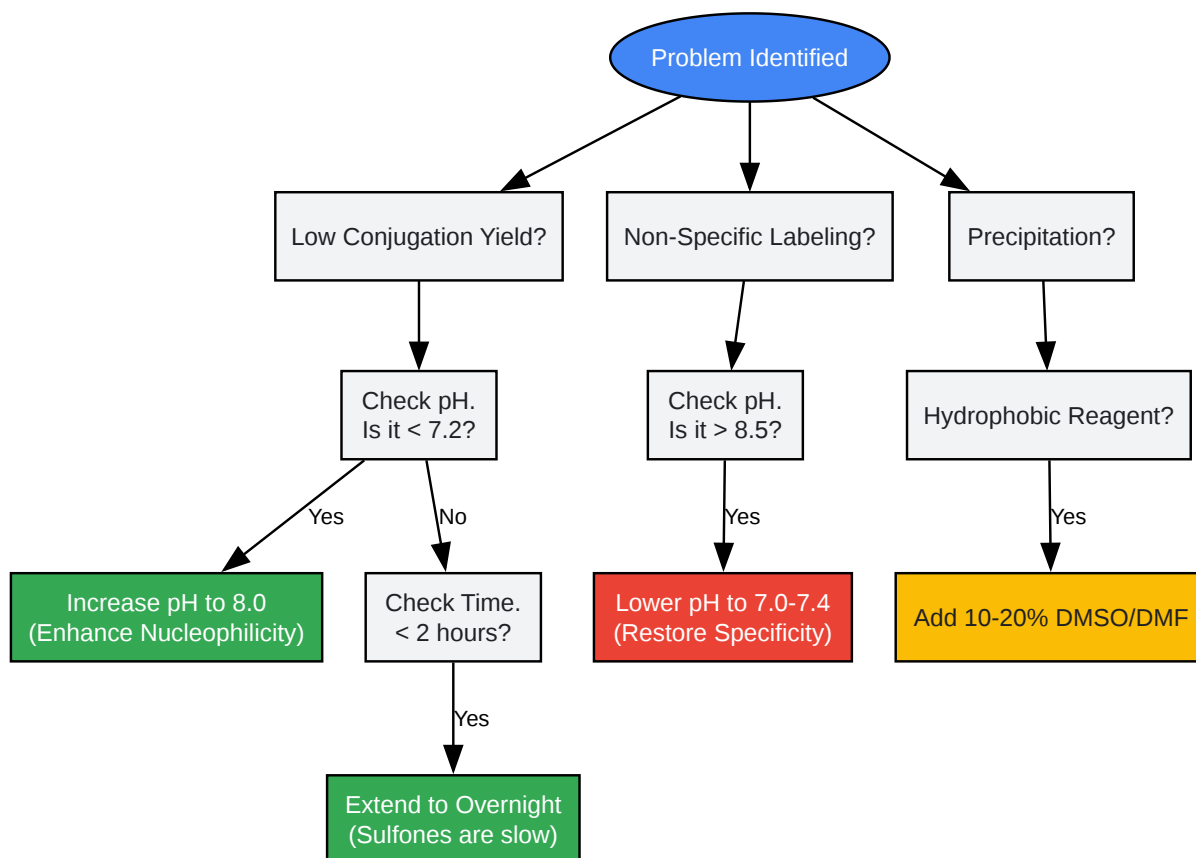 Problem Identified
Low Conjugation Yield?
Non-Specific Labeling?
Precipitation?
Check pH.
Is it < 7.2?
Check pH.
Is it > 8.5?
Hydrophobic Reagent?
Yes
No
Yes
Yes
Increase pH to 8.0
(Enhance Nucleophilicity)
Check Time.
< 2 hours?
Lower pH to 7.0-7.4
(Restore Specificity)
Add 10-20% DMSO/DMF
Yes
Extend to Overnight
(Sulfones are slow)